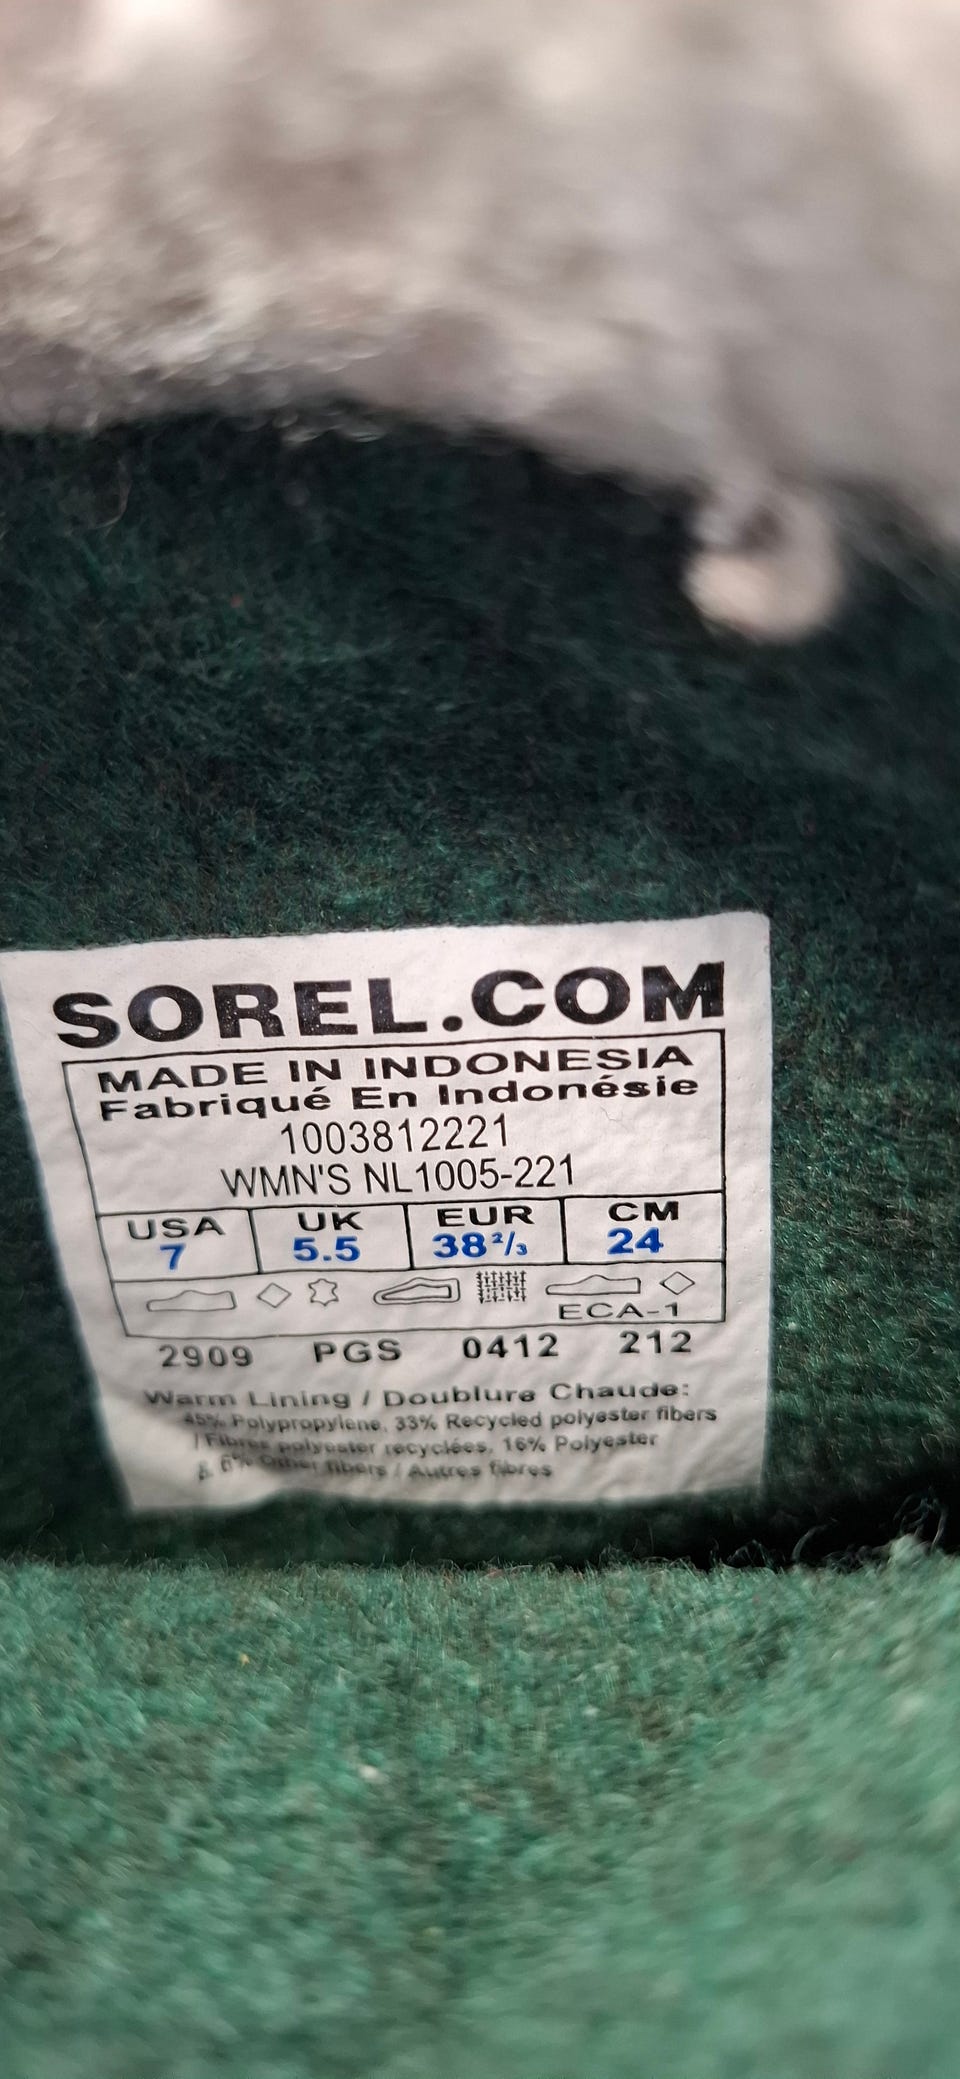 SOREL.COM
MADE IN INDONESIA
Fabriqué En Indonésie
1003812221
WMN'S NL1005-221
USA UK EUR CM
7 5.5 38²/₃ 24
ECA-1
2909 PGS 0412 212
Warm Lining / Doublure Chaude:
45% Polypropylene, 33% Recycled polyester fibers
/ Fibres polyester recyclées, 16% Polyester
& 6% Other fibers / Autres fibres